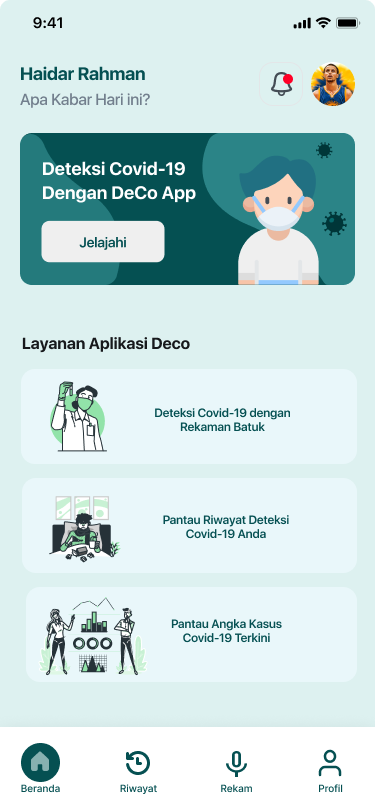 9:41
Haidar Rahman
Apa Kabar Hari ini?
Deteksi Covid-19
Dengan DeCo App
Jelajahi
Layanan Aplikasi Deco
Deteksi Covid-19 dengan
Rekaman Batuk
Pantau Riwayat Deteksi
Covid-19 Anda
Pantau Angka Kasus
Covid-19 Terkini
Beranda
Riwayat
Rekam
Profil